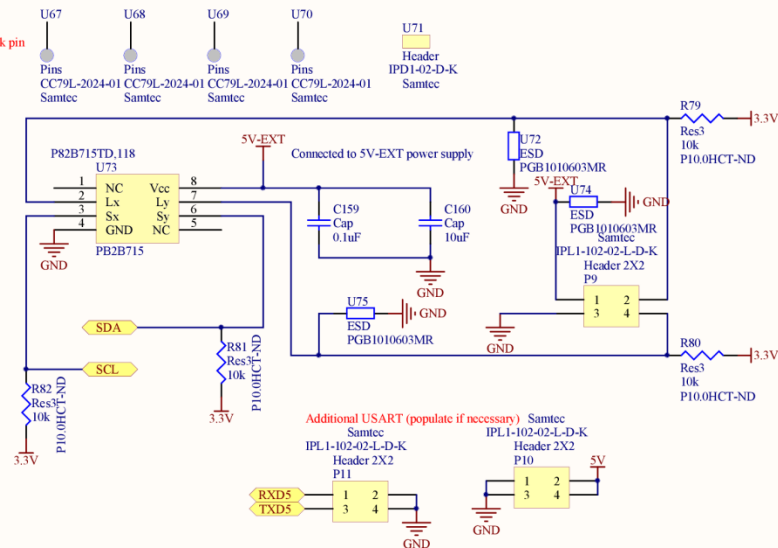 U67
U68
U69
U70
U71
k pin
Pins
CC79L-2024-01
Samtec
Pins
CC79L-2024-01
Samtec
Pins
CC79L-2024-01
Samtec
Pins
CC79L-2024-01
Samtec
Header
IPD1-02-D-K
Samtec
R79
Res3
10k
P10.0HCT-ND
3.3V
5V-EXT
Connected to 5V-EXT power supply
U72
ESD
PGB1010603MR
GND
P82B715TD,118
U73
1 NC Vcc 8
2 Lx Ly 7
3 Sx Sy 6
4 GND NC 5
PB2B715
GND
C159
Cap
0.1uF
C160
Cap
10uF
GND
5V-EXT
U74
GND
ESD
PGB1010603MR
Samtec
IPL1-102-02-L-D-K
Header 2X2
P9
1 2
3 4
GND
U75
GND
ESD
PGB1010603MR
SDA
SCL
R81
Res3
10k
P10.0HCT-ND
3.3V
R82
Res3
10k
P10.0HCT-ND
3.3V
R80
Res3
10k
P10.0HCT-ND
3.3V
Additional USART (populate if necessary)
Samtec
IPL1-102-02-L-D-K
Header 2X2
P11
RXD5
TXD5
1 2
3 4
GND
Samtec
IPL1-102-02-L-D-K
Header 2X2
P10
5V
1 2
3 4
GND